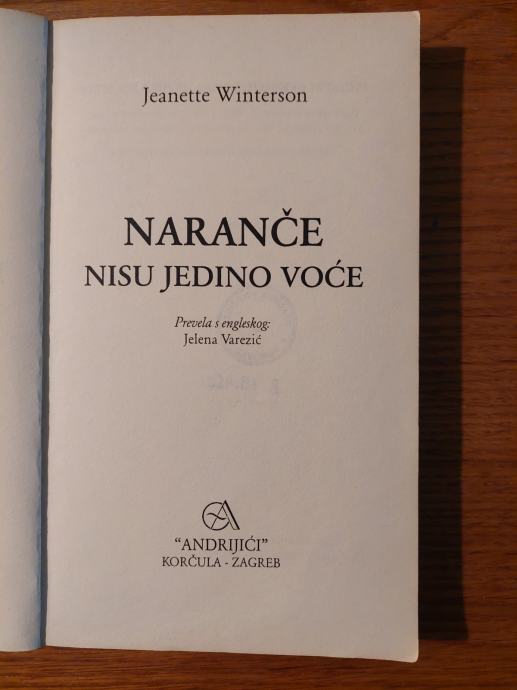 Jeanette Winterson
NARANČE
NISU JEDINO VOĆE
Prevela s engleskog:
Jelena Varezić
"ANDRIJIĆI"
KORČULA - ZAGREB